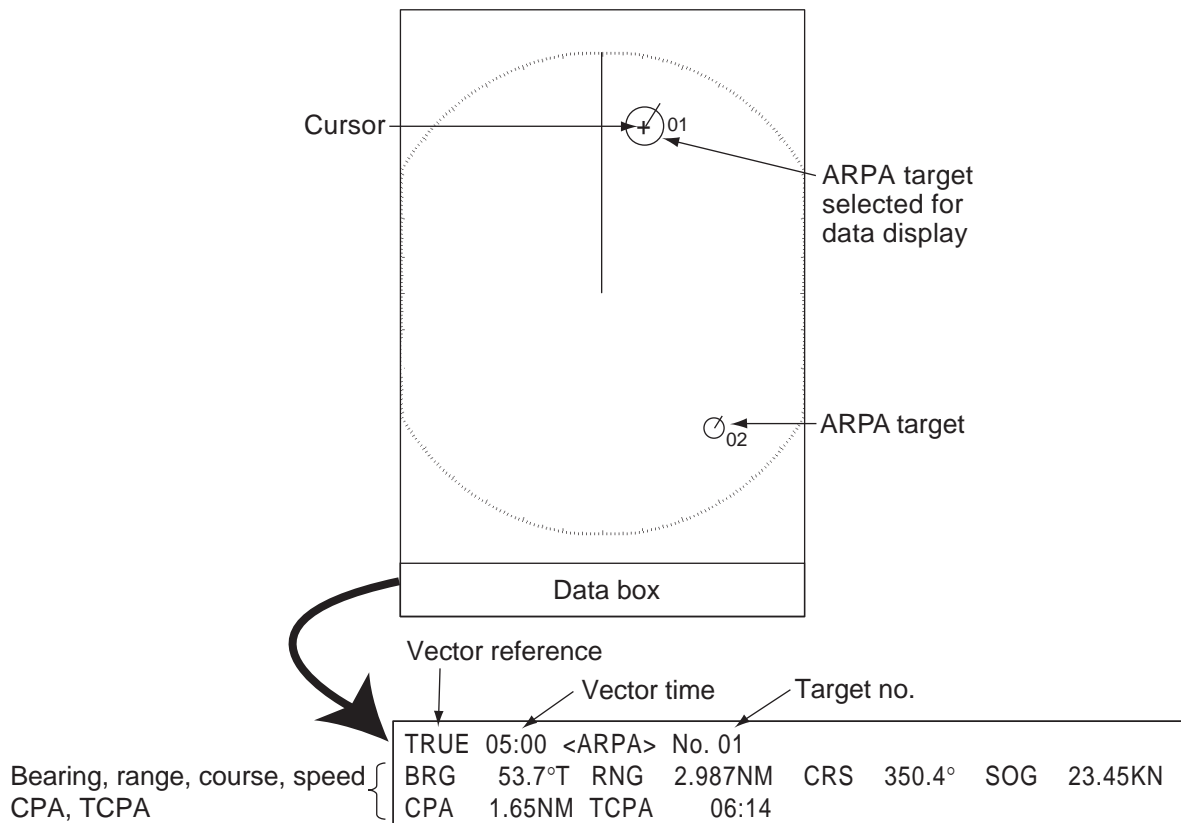 Cursor
01
ARPA target
selected for
data display
ARPA target
02
Data box
Vector reference
Vector time
Target no.
TRUE 05:00 <ARPA> No. 01
Bearing, range, course, speed
BRG 53.7°T RNG 2.987NM CRS 350.4° SOG 23.45KN
CPA, TCPA
CPA 1.65NM TCPA 06:14